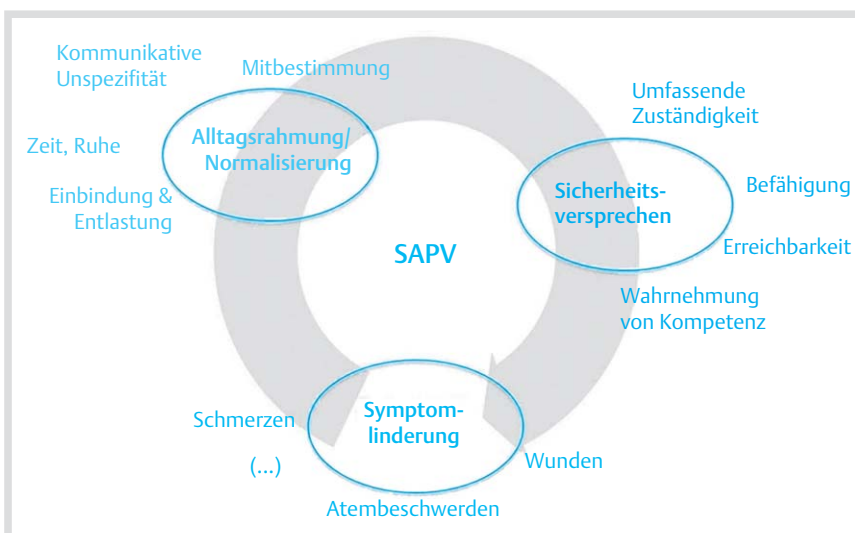 Kommunikative
Unspezifität
Mitbestimmung
Zeit, Ruhe
Alltagsrahmung/
Normalisierung
Einbindung &
Entlastung
Umfassende
Zuständigkeit
Sicherheits-
versprechen
Befähigung
Erreichbarkeit
Wahrnehmung
von Kompetenz
SAPV
Schmerzen
(...)
Symptom-
linderung
Wunden
Atembeschwerden